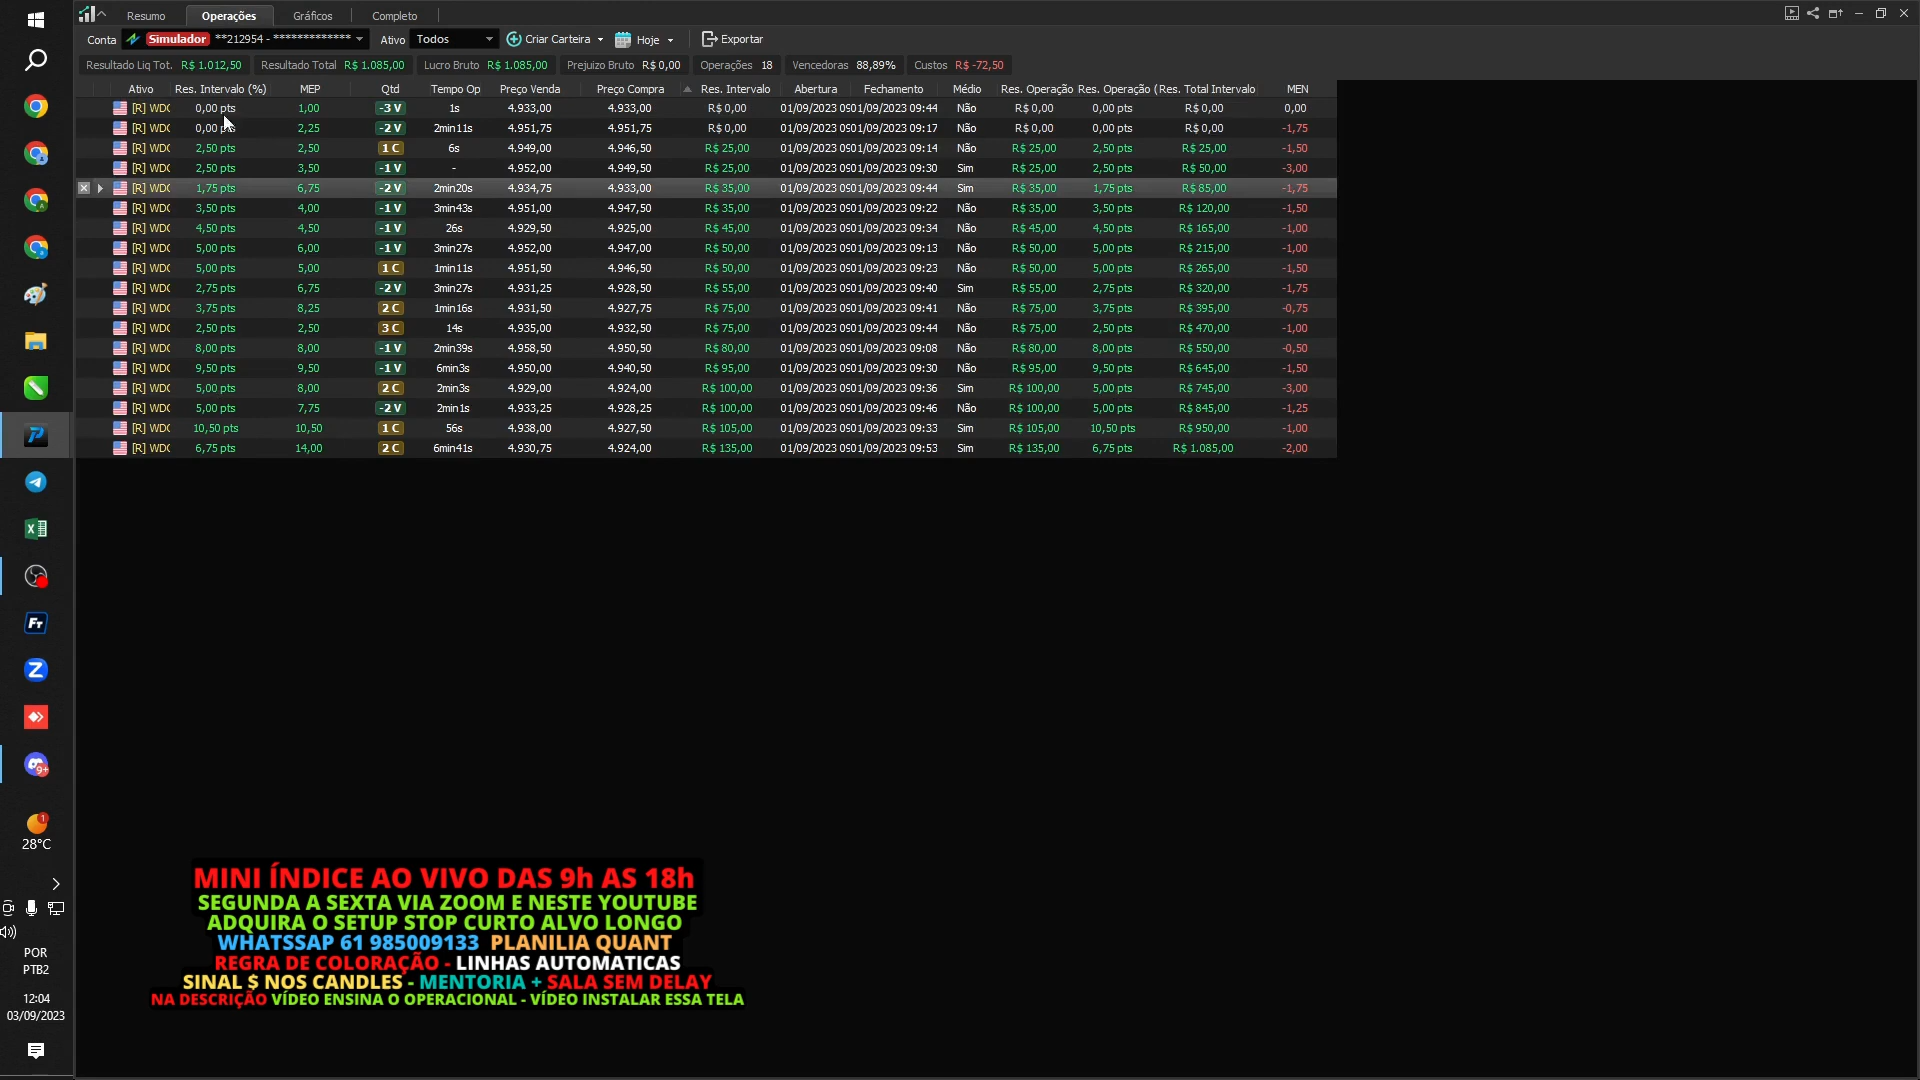 Resumo Operações Gráficos Completo
Conta Simulador **212954 - ************* Ativo Todos Criar Carteira Hoje Exportar
Resultado Liq Tot. R$ 1.012,50 Resultado Total R$ 1.085,00 Lucro Bruto R$ 1.085,00 Prejuizo Bruto R$ 0,00 Operações 18 Vencedoras 88,89% Custos R$ -72,50
Ativo Res. Intervalo (%) MEP Qtd Tempo Op Preço Venda Preço Compra Res. Intervalo Abertura Fechamento Médio Res. Operação Res. Operação ( Res. Total Intervalo MEN
[R] WDO 0,00 pts 1,00 -3 V 1s 4.933,00 4.933,00 R$ 0,00 01/09/2023 09 01/09/2023 09:44 Não R$ 0,00 0,00 pts R$ 0,00 0,00
[R] WDO 0,00 pts 2,25 -2 V 2min11s 4.951,75 4.951,75 R$ 0,00 01/09/2023 09 01/09/2023 09:17 Não R$ 0,00 0,00 pts R$ 0,00 -1,75
[R] WDO 2,50 pts 2,50 1 C 6s 4.949,00 4.946,50 R$ 25,00 01/09/2023 09 01/09/2023 09:14 Não R$ 25,00 2,50 pts R$ 25,00 -1,50
[R] WDO 2,50 pts 3,50 -1 V - 4.952,00 4.949,50 R$ 25,00 01/09/2023 09 01/09/2023 09:30 Sim R$ 25,00 2,50 pts R$ 50,00 -3,00
[R] WDO 1,75 pts 6,75 -2 V 2min20s 4.934,75 4.933,00 R$ 35,00 01/09/2023 09 01/09/2023 09:44 Sim R$ 35,00 1,75 pts R$ 85,00 -1,75
[R] WDO 3,50 pts 4,00 -1 V 3min43s 4.951,00 4.947,50 R$ 35,00 01/09/2023 09 01/09/2023 09:22 Não R$ 35,00 3,50 pts R$ 120,00 -1,50
[R] WDO 4,50 pts 4,50 -1 V 26s 4.929,50 4.925,00 R$ 45,00 01/09/2023 09 01/09/2023 09:34 Não R$ 45,00 4,50 pts R$ 165,00 -1,00
[R] WDO 5,00 pts 6,00 -1 V 3min27s 4.952,00 4.947,00 R$ 50,00 01/09/2023 09 01/09/2023 09:13 Não R$ 50,00 5,00 pts R$ 215,00 -1,00
[R] WDO 5,00 pts 5,00 1 C 1min11s 4.951,50 4.946,50 R$ 50,00 01/09/2023 09 01/09/2023 09:23 Não R$ 50,00 5,00 pts R$ 265,00 -1,50
[R] WDO 2,75 pts 6,75 -2 V 3min27s 4.931,25 4.928,50 R$ 55,00 01/09/2023 09 01/09/2023 09:40 Sim R$ 55,00 2,75 pts R$ 320,00 -1,75
[R] WDO 3,75 pts 8,25 2 C 1min16s 4.931,50 4.927,75 R$ 75,00 01/09/2023 09 01/09/2023 09:41 Não R$ 75,00 3,75 pts R$ 395,00 -0,75
[R] WDO 2,50 pts 2,50 3 C 14s 4.935,00 4.932,50 R$ 75,00 01/09/2023 09 01/09/2023 09:44 Não R$ 75,00 2,50 pts R$ 470,00 -1,00
[R] WDO 8,00 pts 8,00 -1 V 2min39s 4.958,50 4.950,50 R$ 80,00 01/09/2023 09 01/09/2023 09:08 Não R$ 80,00 8,00 pts R$ 550,00 -0,50
[R] WDO 9,50 pts 9,50 -1 V 6min3s 4.950,00 4.940,50 R$ 95,00 01/09/2023 09 01/09/2023 09:30 Não R$ 95,00 9,50 pts R$ 645,00 -1,50
[R] WDO 5,00 pts 8,00 2 C 2min3s 4.929,00 4.924,00 R$ 100,00 01/09/2023 09 01/09/2023 09:36 Sim R$ 100,00 5,00 pts R$ 745,00 -3,00
[R] WDO 5,00 pts 7,75 -2 V 2min1s 4.933,25 4.928,25 R$ 100,00 01/09/2023 09 01/09/2023 09:46 Não R$ 100,00 5,00 pts R$ 845,00 -1,25
[R] WDO 10,50 pts 10,50 1 C 56s 4.938,00 4.927,50 R$ 105,00 01/09/2023 09 01/09/2023 09:33 Sim R$ 105,00 10,50 pts R$ 950,00 -1,00
[R] WDO 6,75 pts 14,00 2 C 6min41s 4.930,75 4.924,00 R$ 135,00 01/09/2023 09 01/09/2023 09:53 Sim R$ 135,00 6,75 pts R$ 1.085,00 -2,00
FT
Z
9+
1
28°C
MINI ÍNDICE AO VIVO DAS 9h AS 18h
SEGUNDA A SEXTA VIA ZOOM E NESTE YOUTUBE
ADQUIRA O SETUP STOP CURTO ALVO LONGO
WHATSSAP 61 985009133 PLANILIA QUANT
REGRA DE COLORAÇÃO - LINHAS AUTOMATICAS
SINAL $ NOS CANDLES - MENTORIA + SALA SEM DELAY
NA DESCRIÇÃO VÍDEO ENSINA O OPERACIONAL - VÍDEO INSTALAR ESSA TELA
POR
PTB2
12:04
03/09/2023